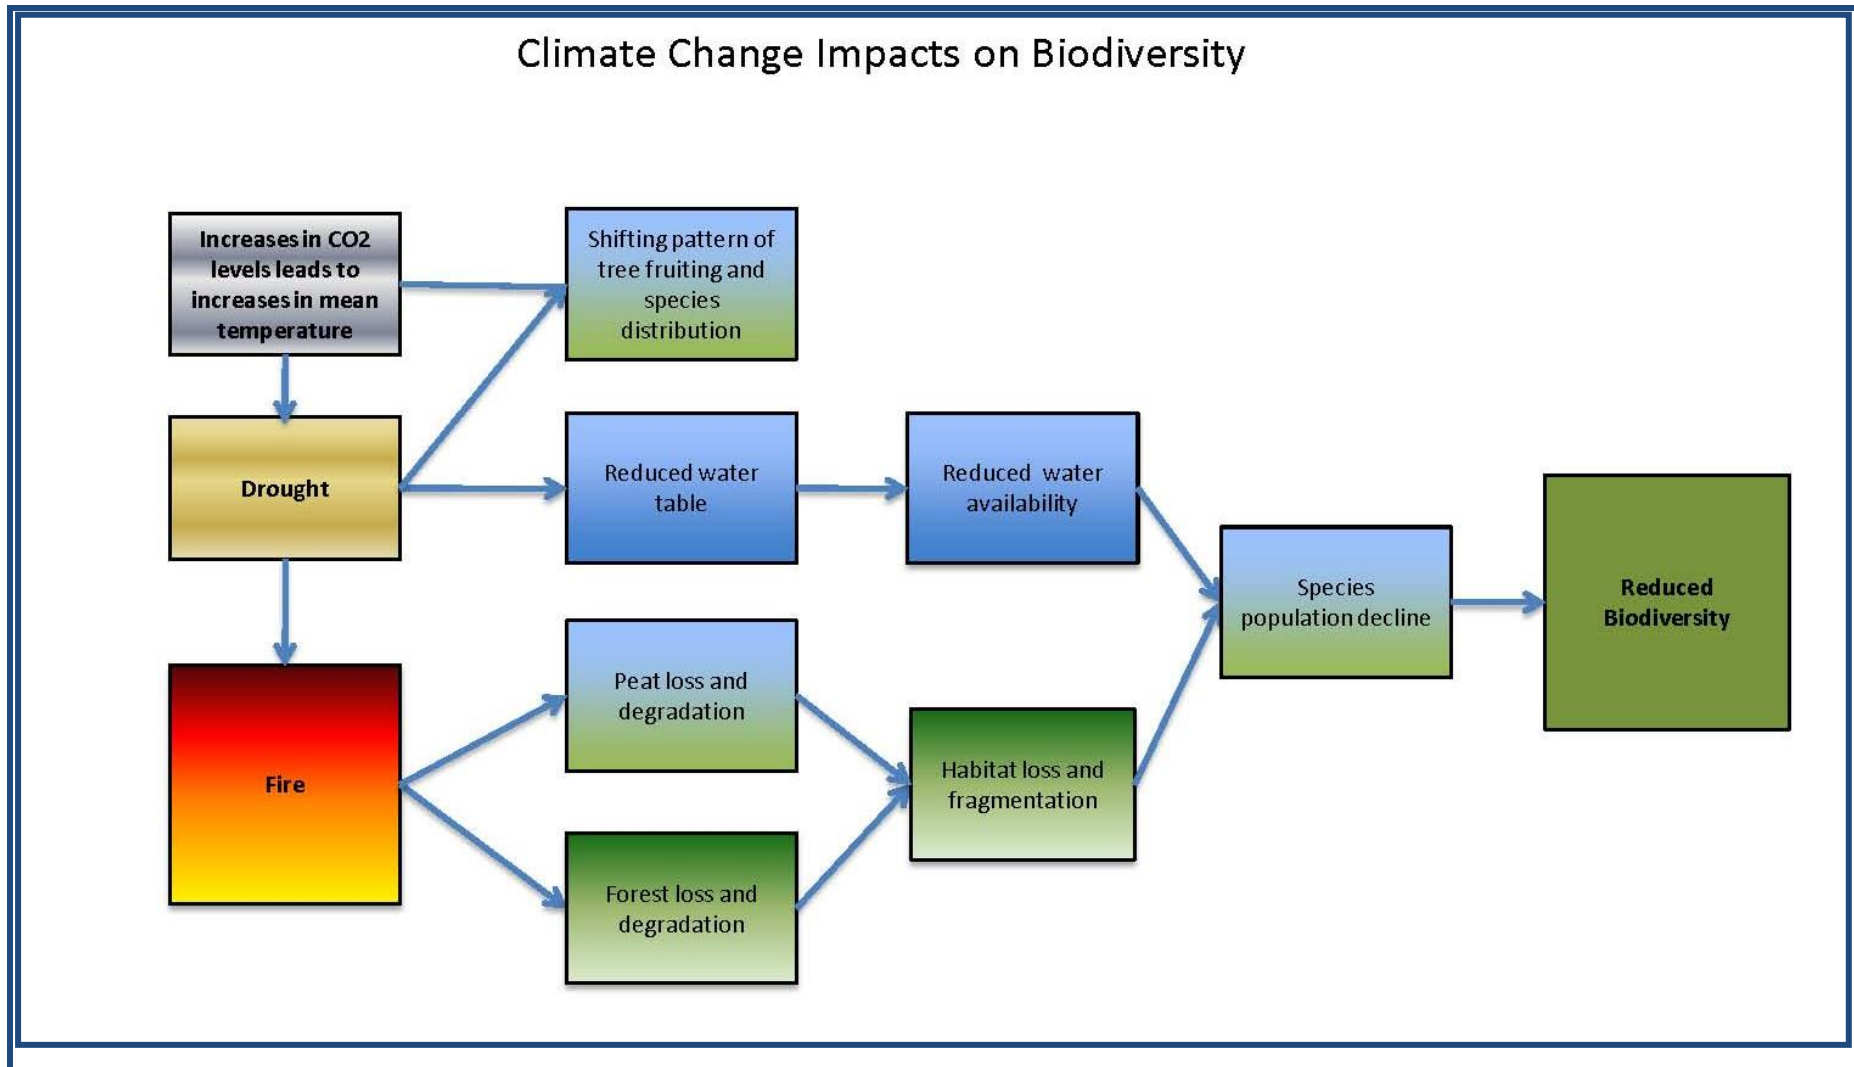 Climate Change Impacts on Biodiversity
Increases in CO2
levels leads to
increases in mean
temperature
Shifting pattern of
tree fruiting and
species
distribution
Drought
Reduced water
table
Reduced water
availability
Species
population decline
Reduced
Biodiversity
Peat loss and
degradation
Fire
Habitat loss and
fragmentation
Forest loss and
degradation